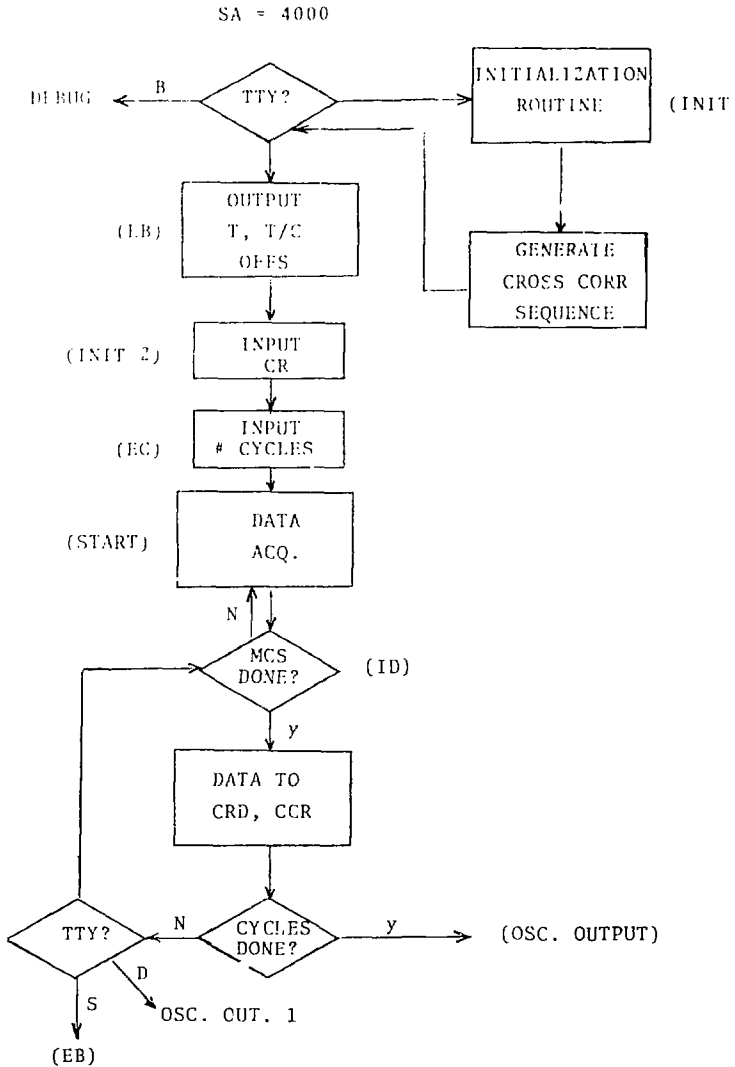 SA = 4000
DEBUG
B
TTY?
INITIALIZATION
ROUTINE
(INIT
OUTPUT
T, T/C
OFFS
(EB)
GENERATE
CROSS CORR
SEQUENCE
(INIT 2)
INPUT
CR
(EC)
INPUT
# CYCLES
(START)
DATA
ACQ.
N
MCS
DONE?
(ID)
y
DATA TO
CRD, CCR
TTY?
N
CYCLES
DONE?
y
(OSC. OUTPUT)
D
S
OSC. CUT. 1
(EB)